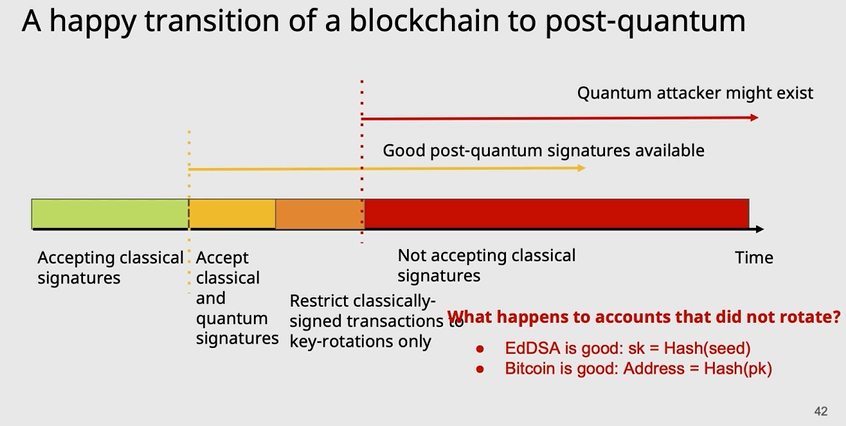 A happy transition of a blockchain to post-quantum
Quantum attacker might exist
Good post-quantum signatures available
Accepting classical
signatures
Accept
classical
and
quantum
signatures
Restrict classically-
signed transactions to
key-rotations only
Not accepting classical
signatures
Time
What happens to accounts that did not rotate?
● EdDSA is good: sk = Hash(seed)
● Bitcoin is good: Address = Hash(pk)
42